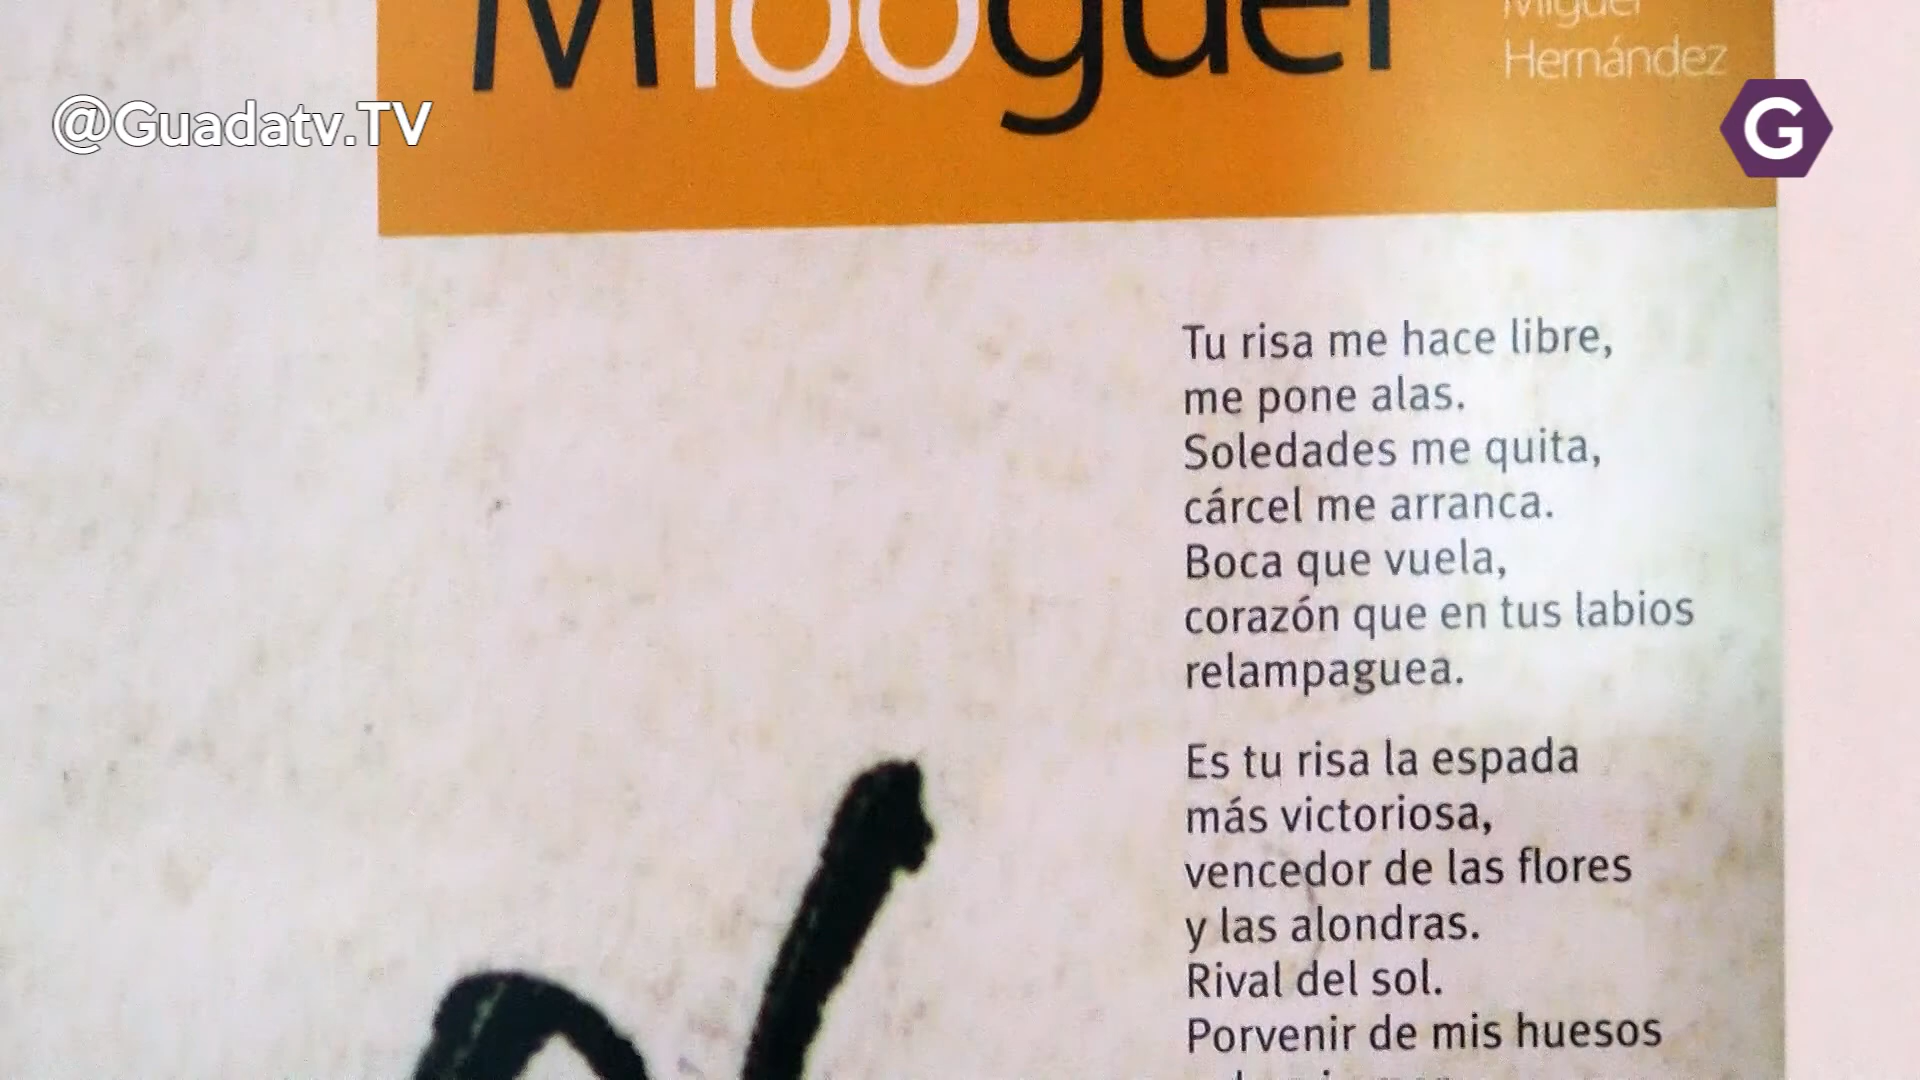 Mi100guel
Miguel
Hernández
@Guadatv.TV
G
Tu risa me hace libre,
me pone alas.
Soledades me quita,
cárcel me arranca.
Boca que vuela,
corazón que en tus labios
relampaguea.
Es tu risa la espada
más victoriosa,
vencedor de las flores
y las alondras.
Rival del sol.
Porvenir de mis huesos